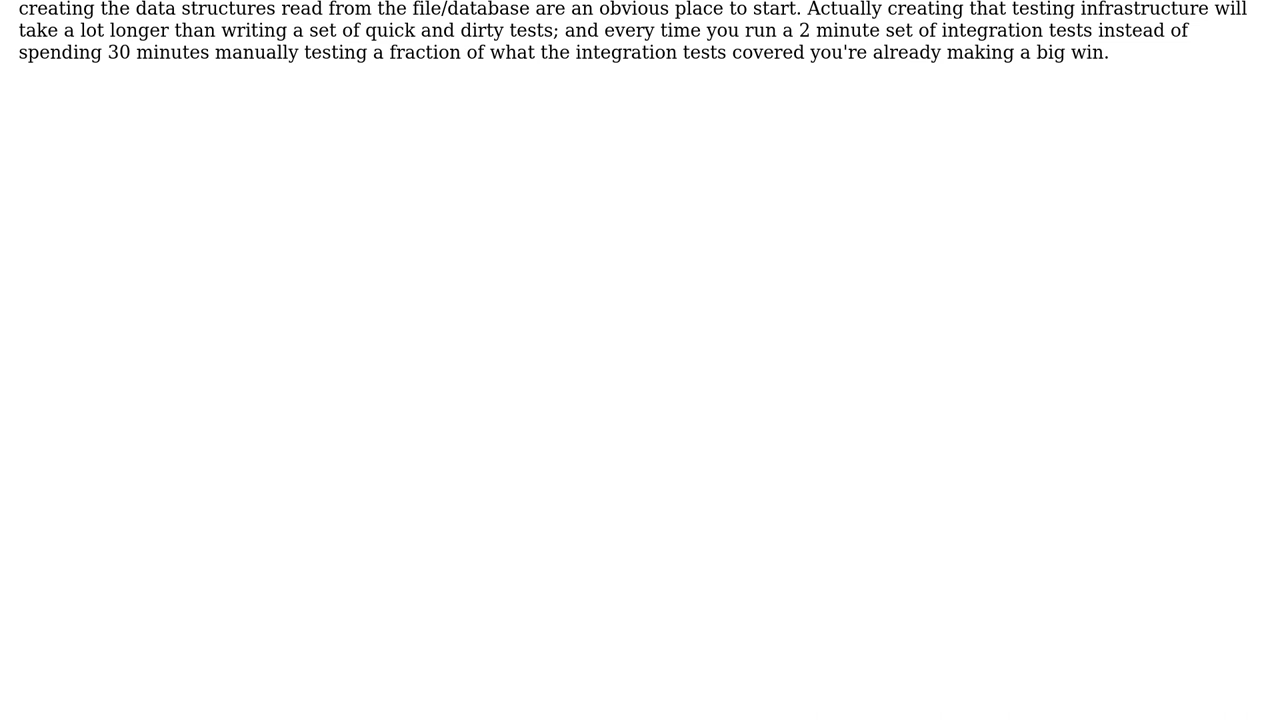 creating the data structures read from the file/database are an obvious place to start. Actually creating that testing infrastructure will
take a lot longer than writing a set of quick and dirty tests; and every time you run a 2 minute set of integration tests instead of
spending 30 minutes manually testing a fraction of what the integration tests covered you're already making a big win.